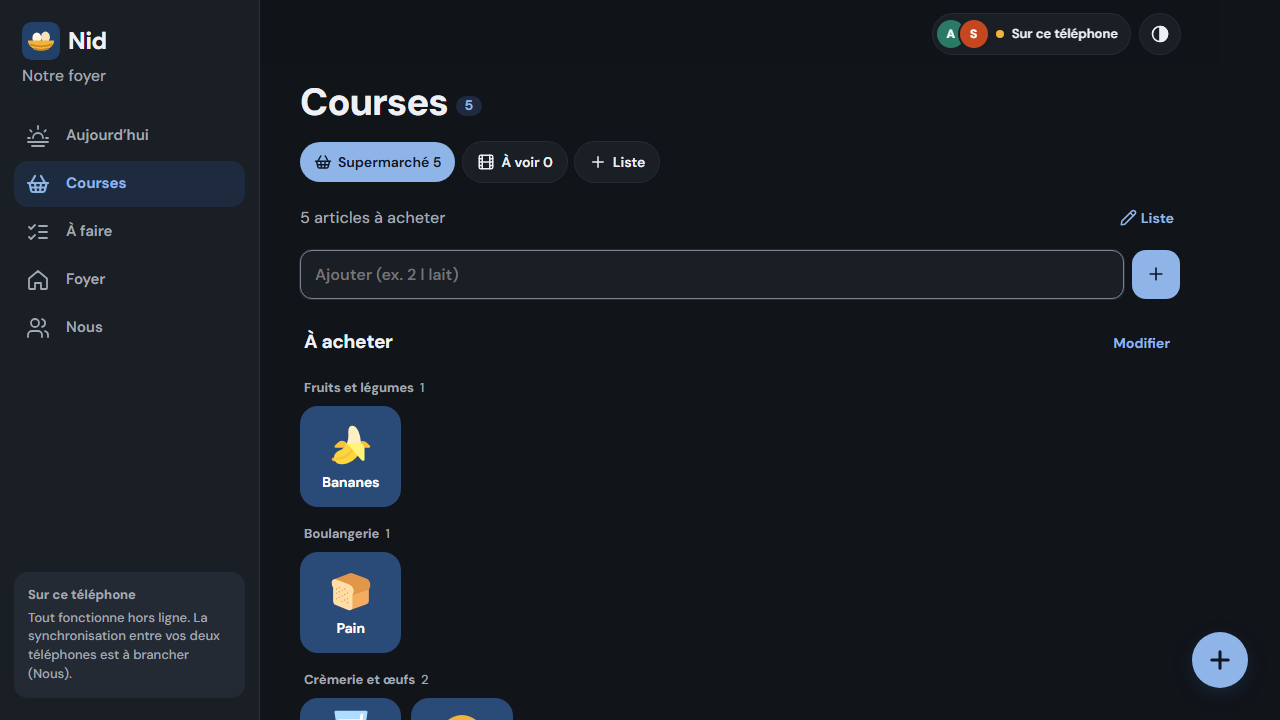 Nid
Notre foyer
Aujourd’hui
Courses
À faire
Foyer
Nous
Sur ce téléphone
Tout fonctionne hors ligne. La
synchronisation entre vos deux
téléphones est à brancher
(Nous).
A S Sur ce téléphone
Courses 5
Supermarché 5 À voir 0 Liste
5 articles à acheter Liste
Ajouter (ex. 2 l lait)
À acheter Modifier
Fruits et légumes 1
Bananes
Boulangerie 1
Pain
Crèmerie et œufs 2